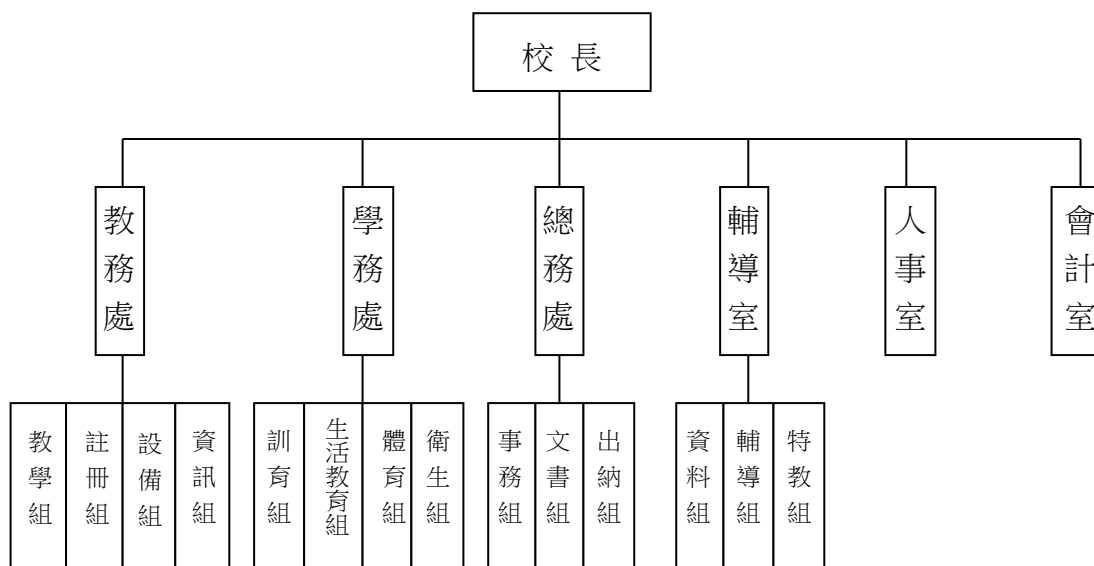 校長
教務處
學務處
總務處
輔導室
人事室
會計室
教學組
註冊組
設備組
資訊組
訓育組
生活教育組
體育組
衛生組
事務組
文書組
出納組
資料組
輔導組
特教組